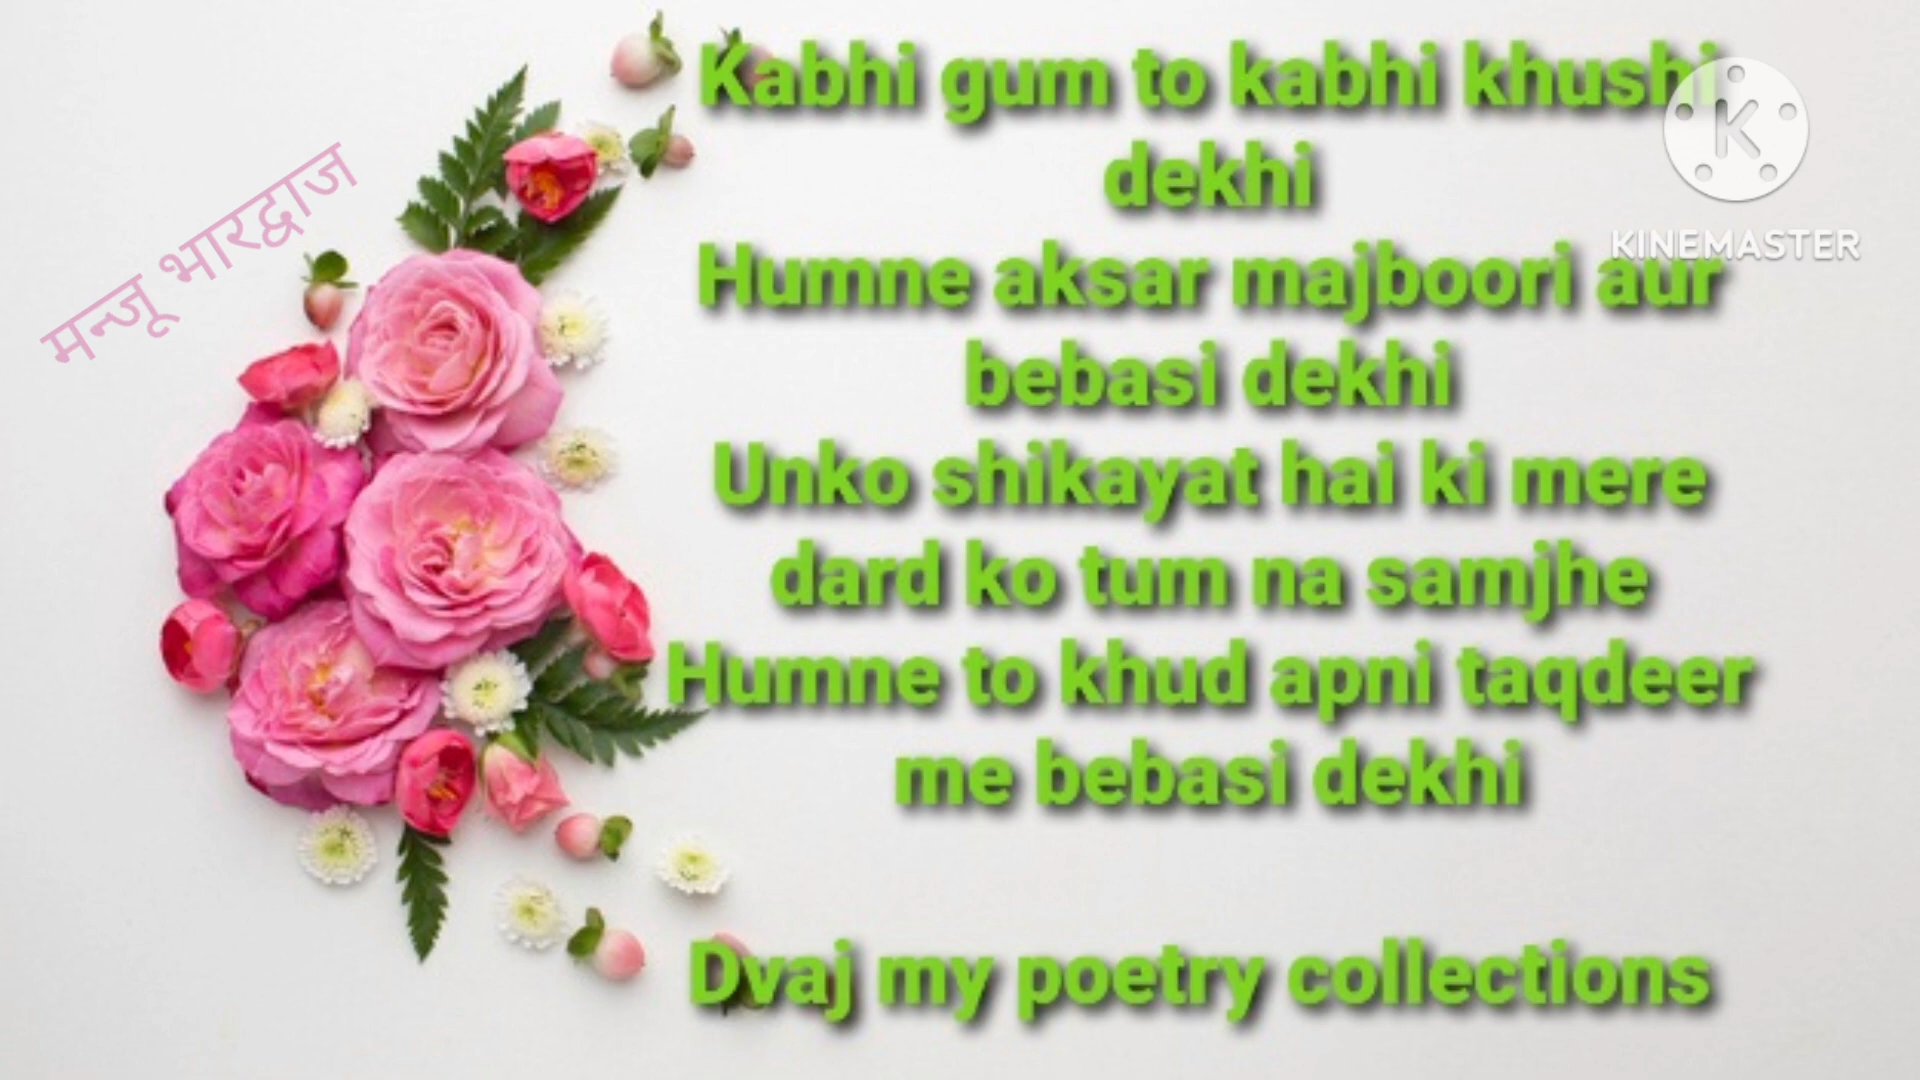 मन्जू भारद्वाज
Kabhi gum to kabhi khushi
dekhi
Humne aksar majboori aur
bebasi dekhi
Unko shikayat hai ki mere
dard ko tum na samjhe
Humne to khud apni taqdeer
me bebasi dekhi
Dvaj my poetry collections
K
KINEMASTER